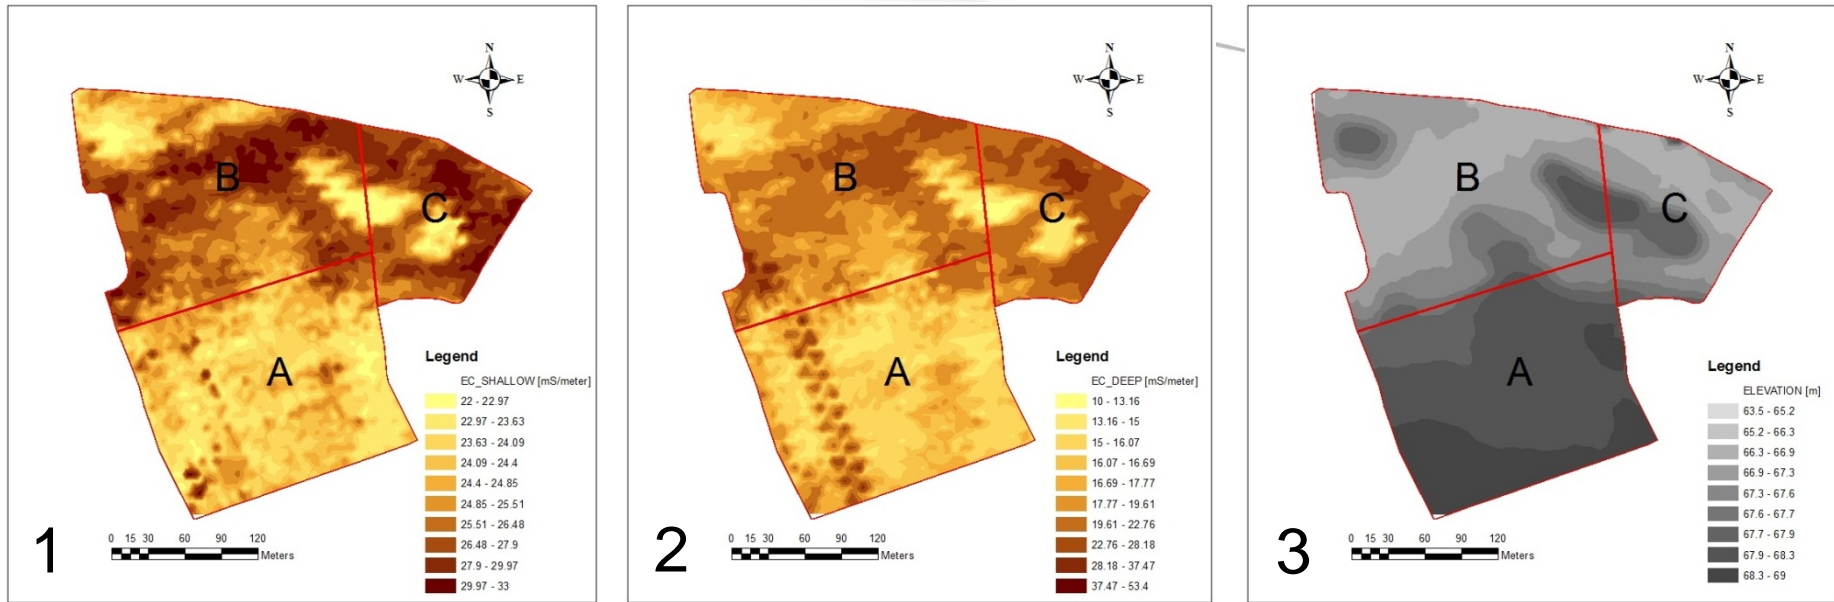 N
W E
S
B
C
A
Legend
EC_SHALLOW [mS/meter]
22 - 22.97
22.97 - 23.63
23.63 - 24.09
24.09 - 24.4
24.4 - 24.85
24.85 - 25.51
25.51 - 26.48
26.48 - 27.9
27.9 - 29.97
29.97 - 33
1
0 15 30 60 90 120
Meters
N
W E
S
B
C
A
Legend
EC_DEEP [mS/meter]
10 - 13.16
13.16 - 15
15 - 16.07
16.07 - 16.69
16.69 - 17.77
17.77 - 19.61
19.61 - 22.76
22.76 - 28.18
28.18 - 37.47
37.47 - 53.4
2
0 15 30 60 90 120
Meters
N
W E
S
B
C
A
Legend
ELEVATION [m]
63.5 - 65.2
65.2 - 66.3
66.3 - 66.9
66.9 - 67.3
67.3 - 67.6
67.6 - 67.7
67.7 - 67.9
67.9 - 68.3
68.3 - 69
3
0 15 30 60 90 120
Meters